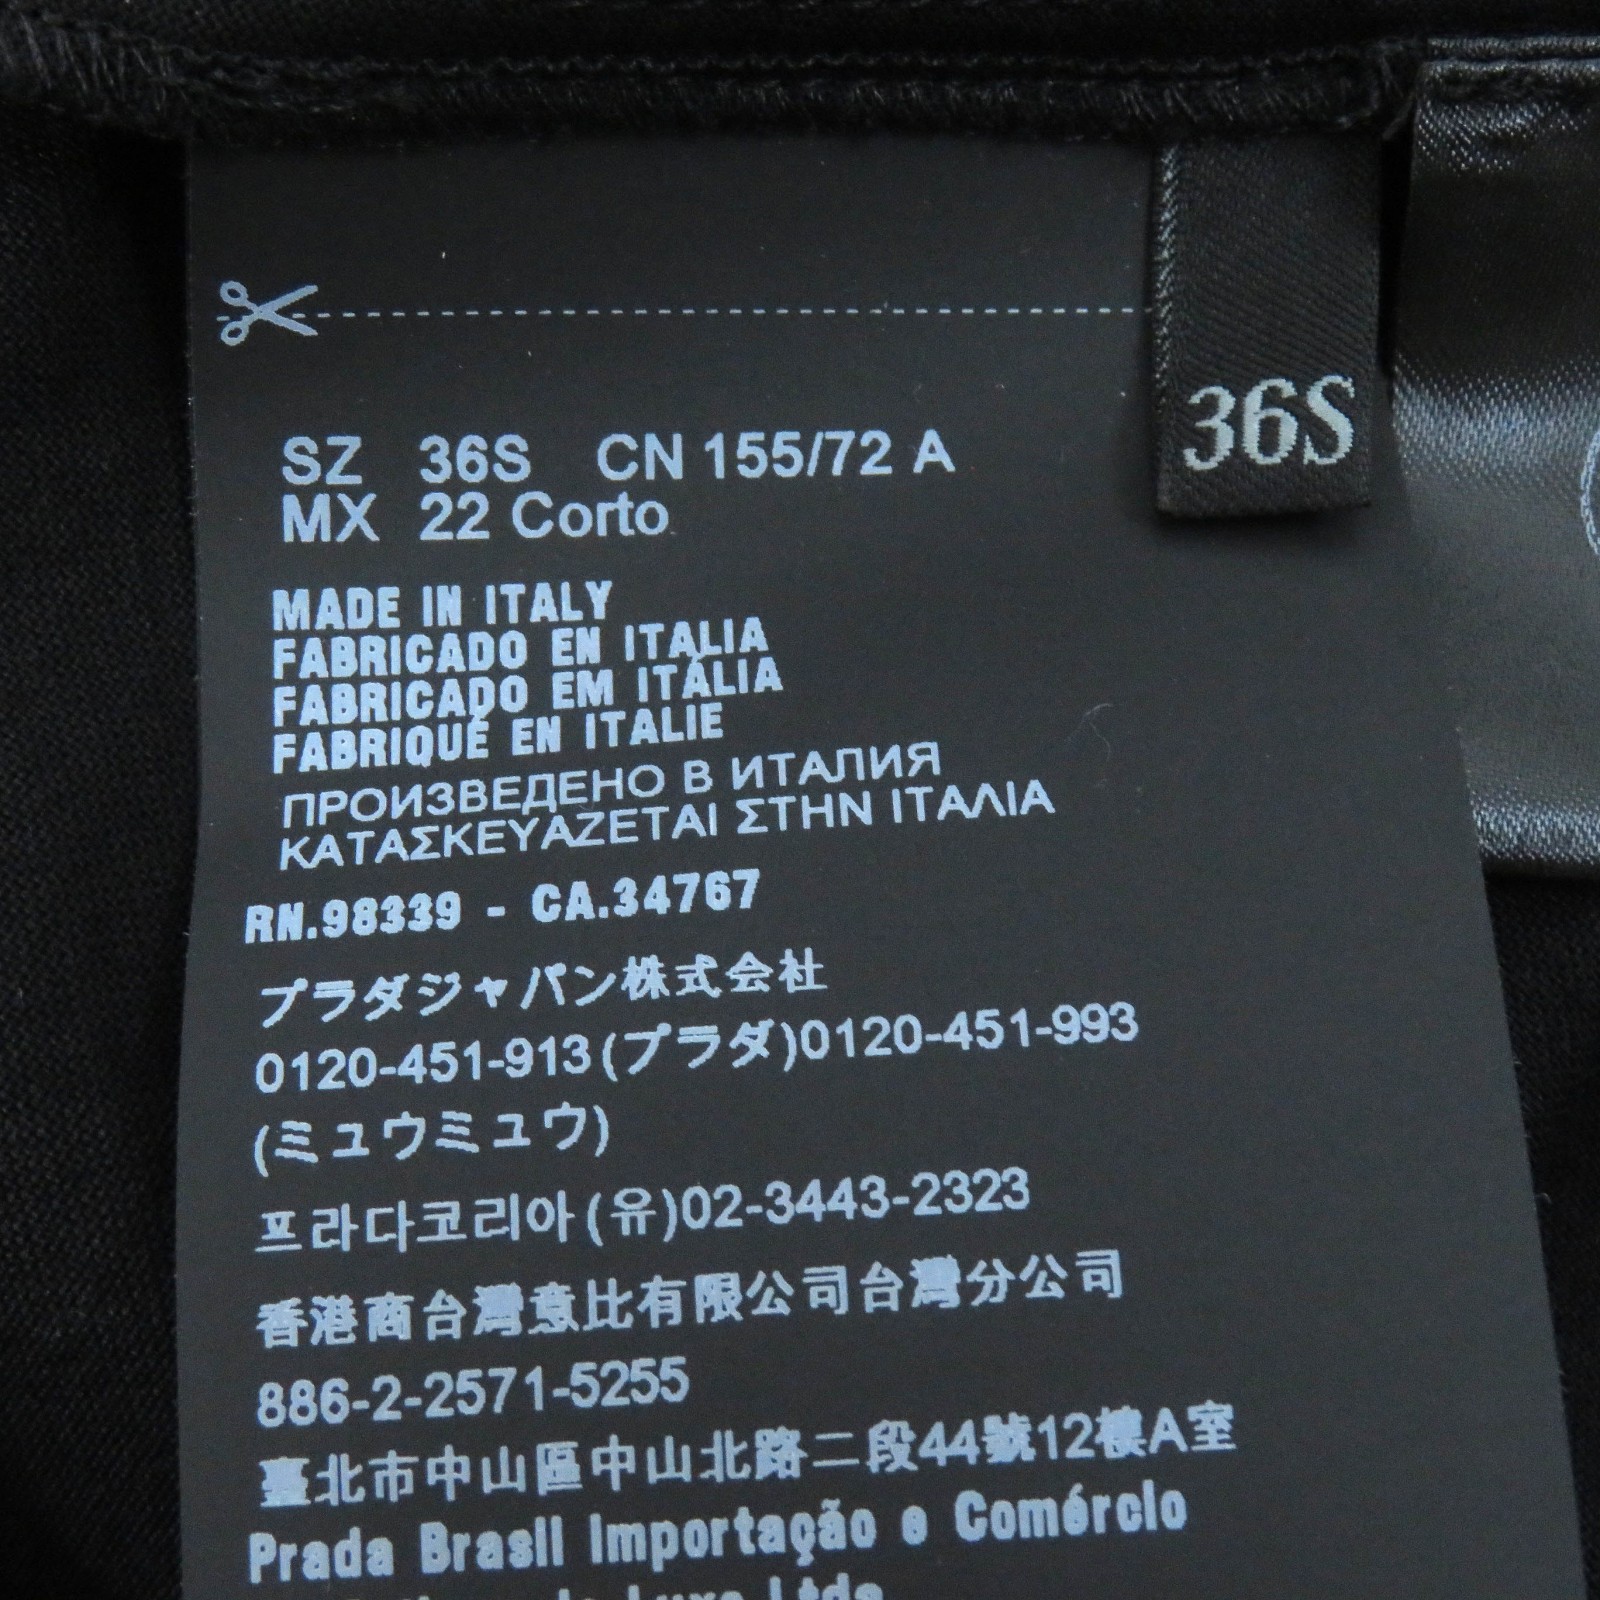 SZ 36S CN 155/72 A
MX 22 Corto
36S
MADE IN ITALY
FABRICADO EN ITALIA
FABRICADO EM ITÁLIA
FABRIQUÉ EN ITALIE
ПРОИЗВЕДЕНО В ИТАЛИЯ
ΚΑΤΑΣΚΕΥΑΖΕΤΑΙ ΣΤΗΝ ΙΤΑΛΙΑ
RN.98339 - CA.34767
プラダジャパン株式会社
0120-451-913(プラダ)0120-451-993
(ミュウミュウ)
프라다코리아(유)02-3443-2323
香港商台灣意比有限公司台灣分公司
886-2-2571-5255
臺北市中山區中山北路二段44號12樓A室
Prada Brasil Importação e Comércio
de Luxo Ltda